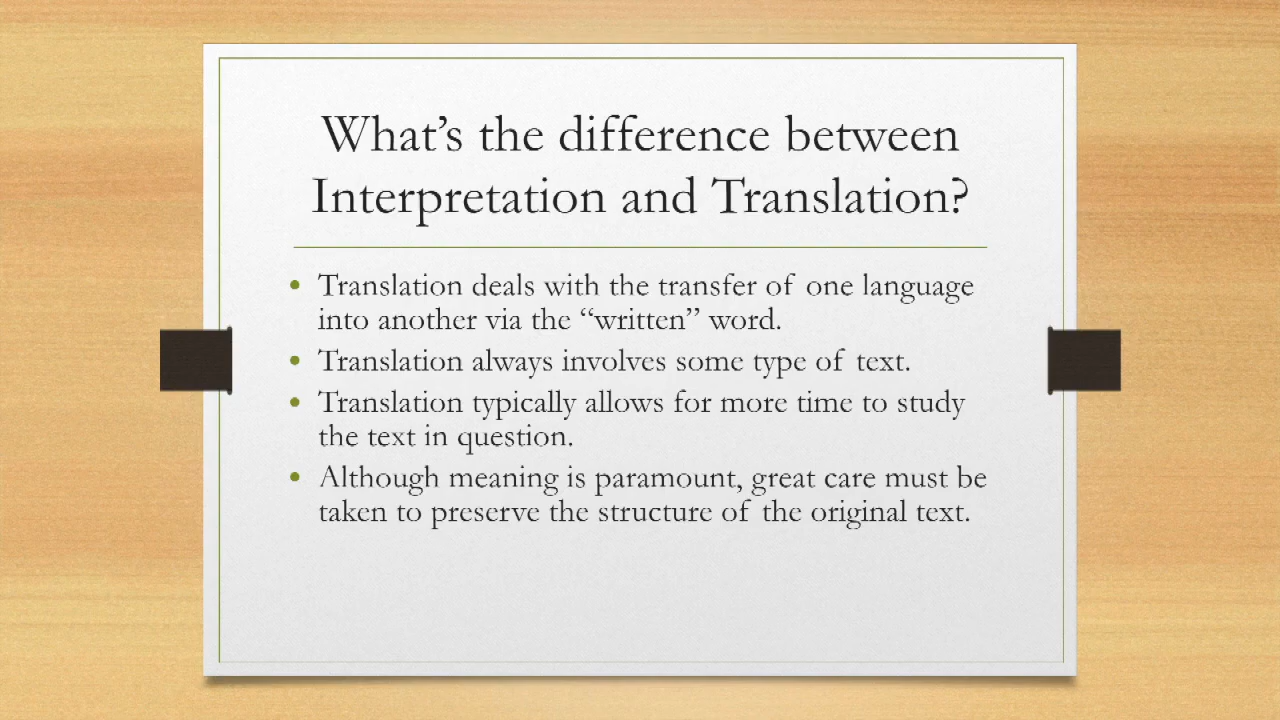 What’s the difference between
Interpretation and Translation?
• Translation deals with the transfer of one language
into another via the “written” word.
• Translation always involves some type of text.
• Translation typically allows for more time to study
the text in question.
• Although meaning is paramount, great care must be
taken to preserve the structure of the original text.